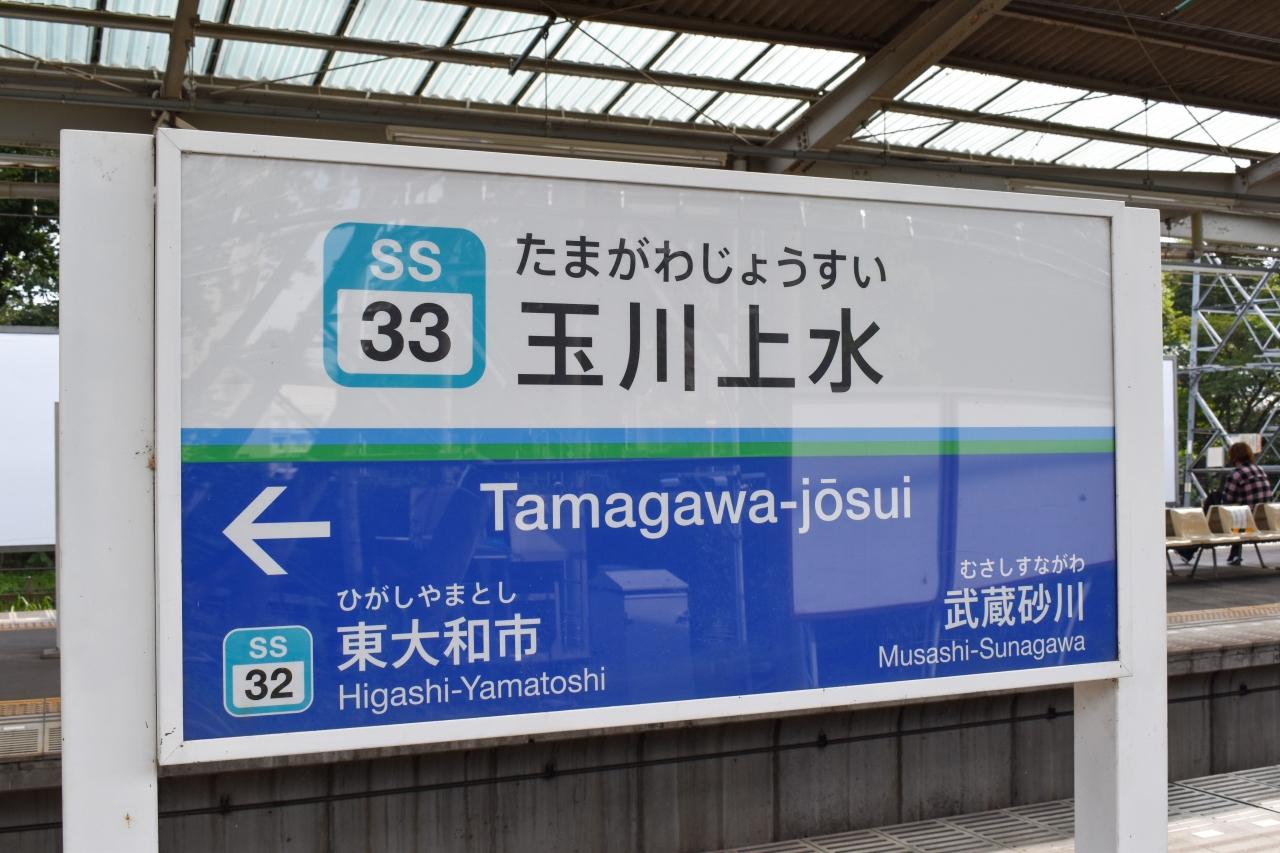 SS
33
たまがわじょうすい
玉川上水
Tamagawa-jōsui
←
ひがしやまとし
SS
32
東大和市
Higashi-Yamatoshi
むさしすながわ
武蔵砂川
Musashi-Sunagawa